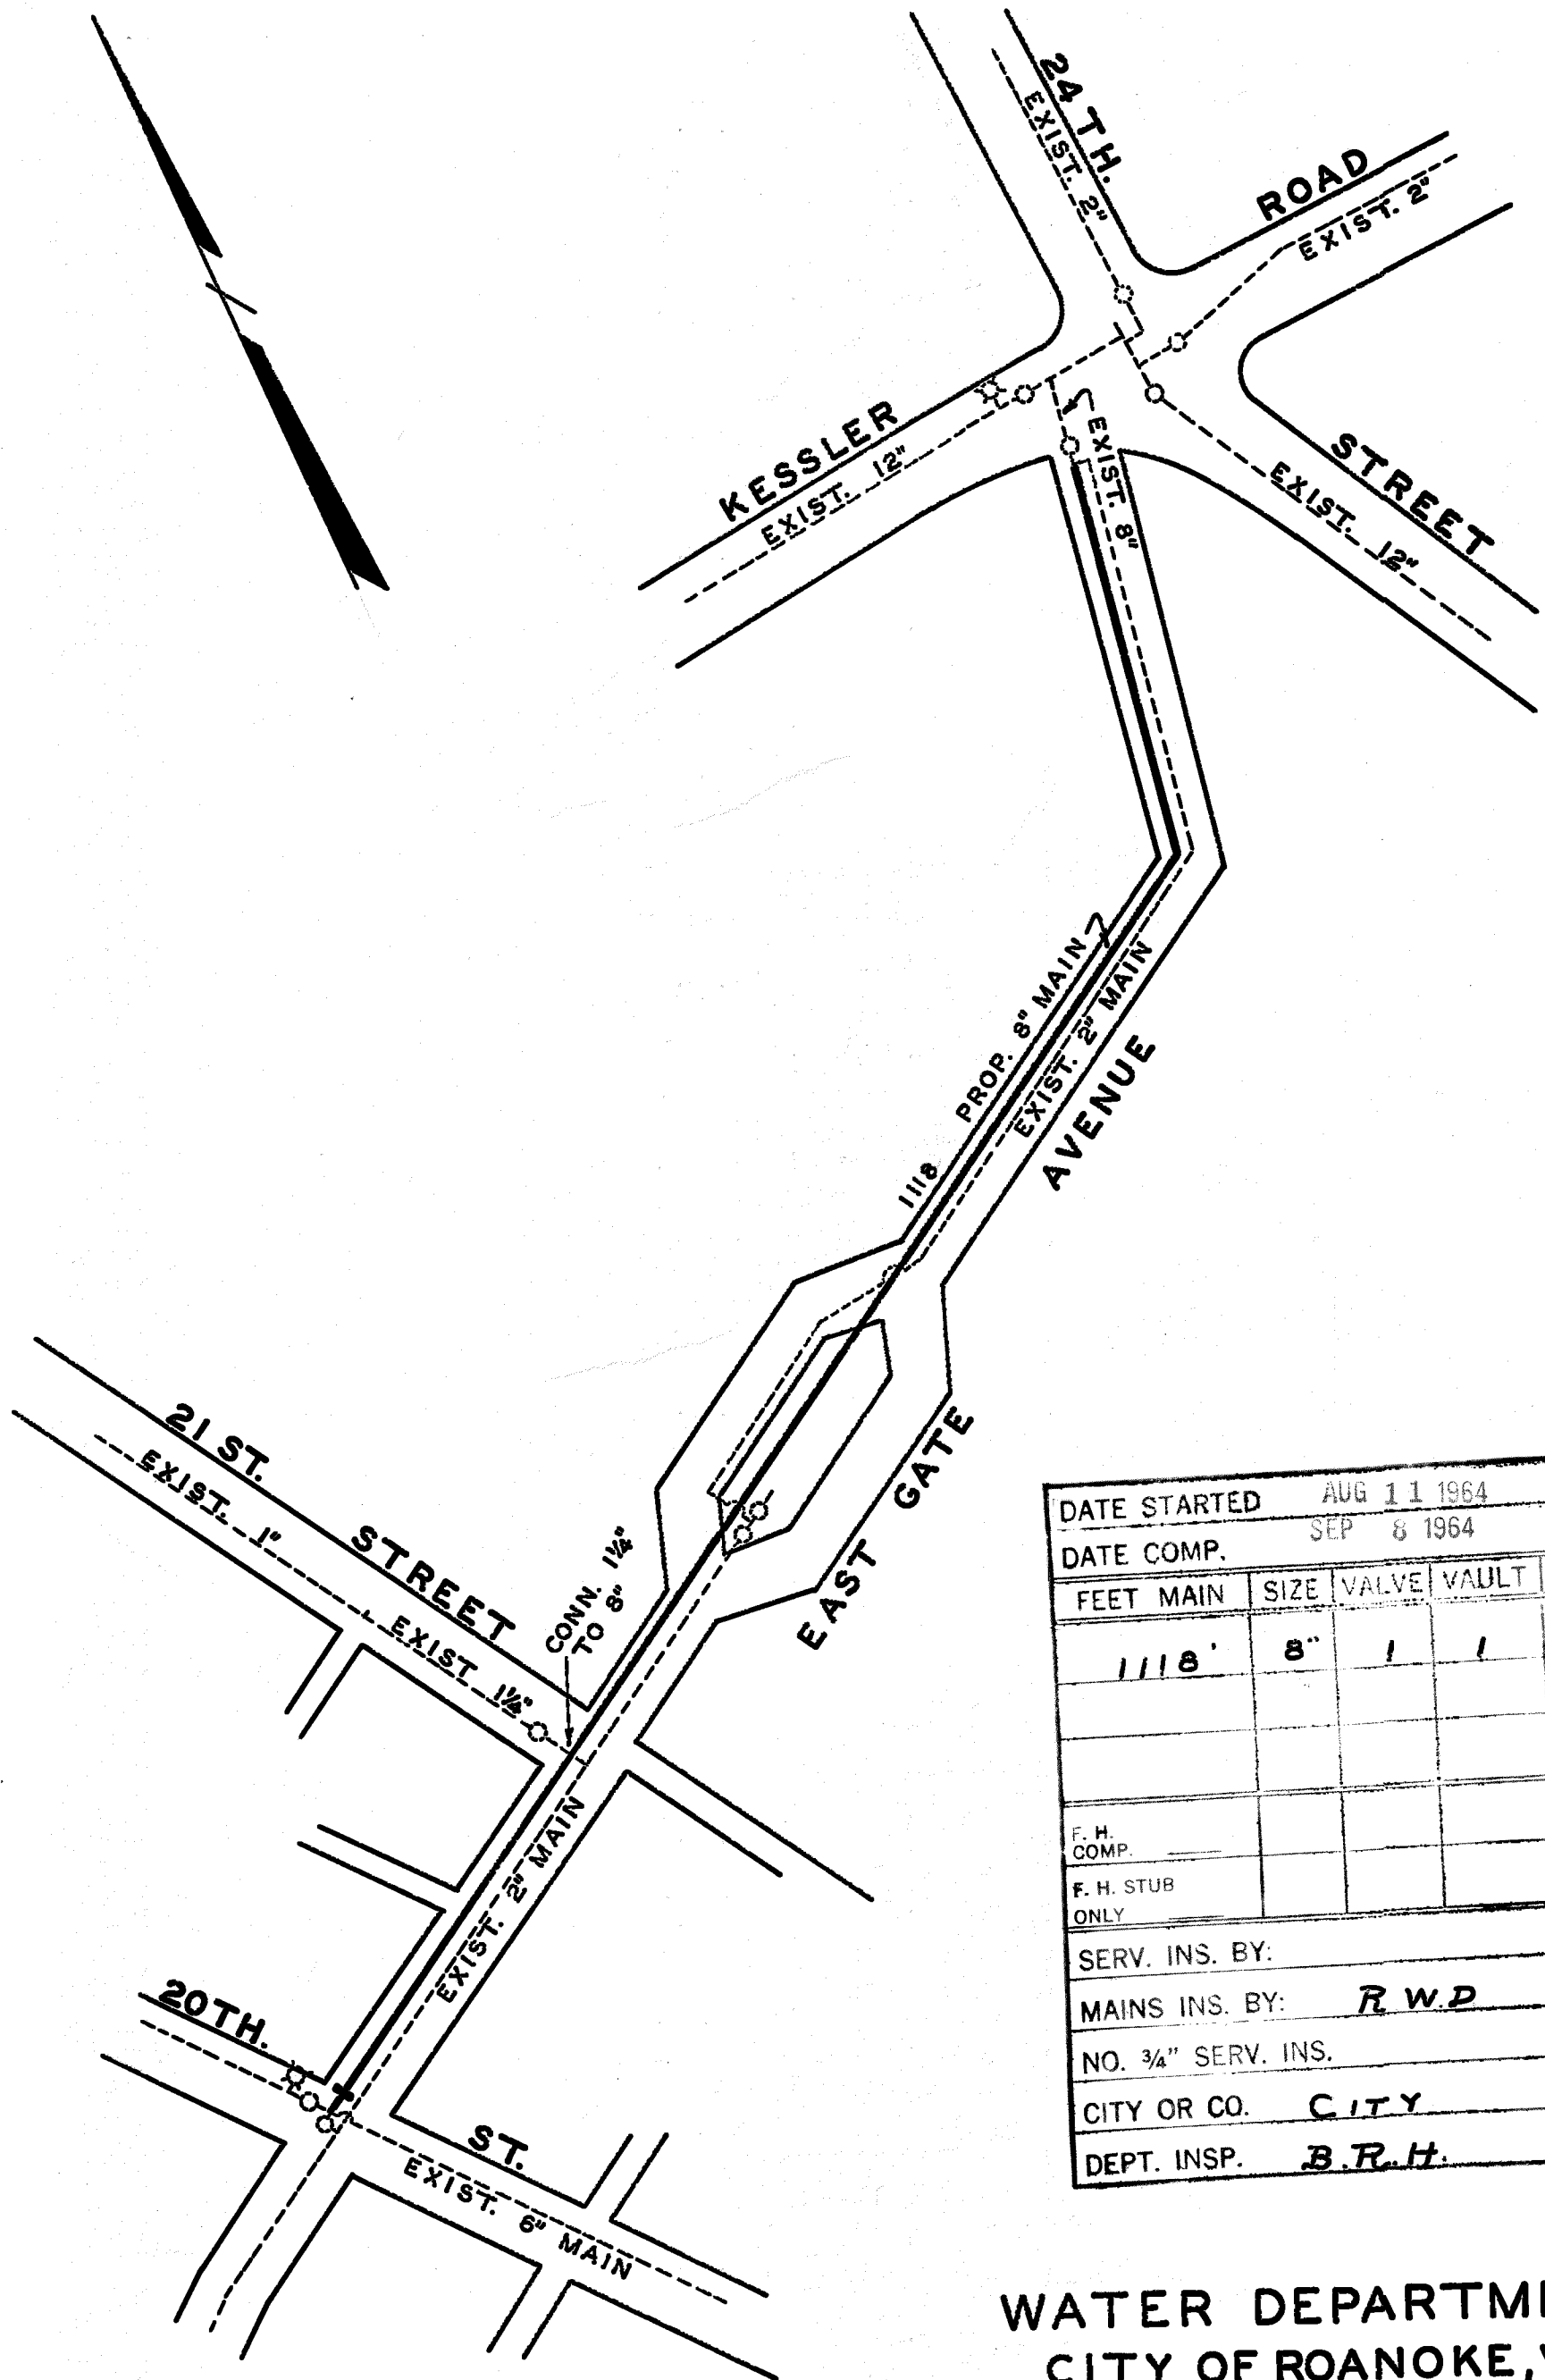 24TH.
EXIST. 2"
ROAD
EXIST. 2"
KESSLER
EXIST. 12"
EXIST. 8"
STREET
EXIST. 12"
PROP. 8" MAIN
EXIST. 2" MAIN
1118
AVENUE
EAST GATE
21 ST.
STREET
EXIST. 1"
EXIST 1¼"
CONN. 1¼"
TO 8"
EXIST. 2" MAIN
20TH.
ST.
EXIST. 6" MAIN
DATE STARTED AUG 11 1964
DATE COMP. SEP 8 1964
FEET MAIN SIZE VALVE VAULT
1118' 8" 1 1
F. H.
COMP.
F. H. STUB
ONLY
SERV. INS. BY:
MAINS INS. BY: R W.D
NO. ¾" SERV. INS.
CITY OR CO. CITY
DEPT. INSP. B.R.H.
WATER DEPARTM
CITY OF ROANOKE,